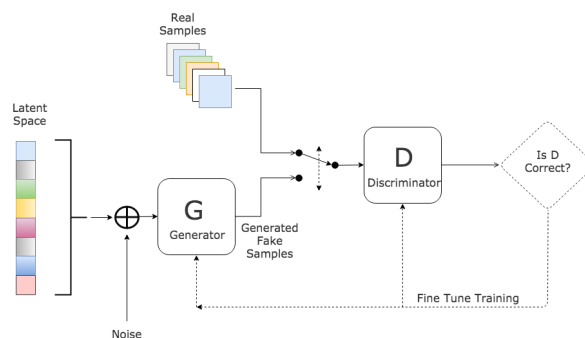 Real
Samples
Latent
Space
Is D
Correct?
D
Discriminator
G
Generator
Generated
Fake
Samples
Fine Tune Training
Noise